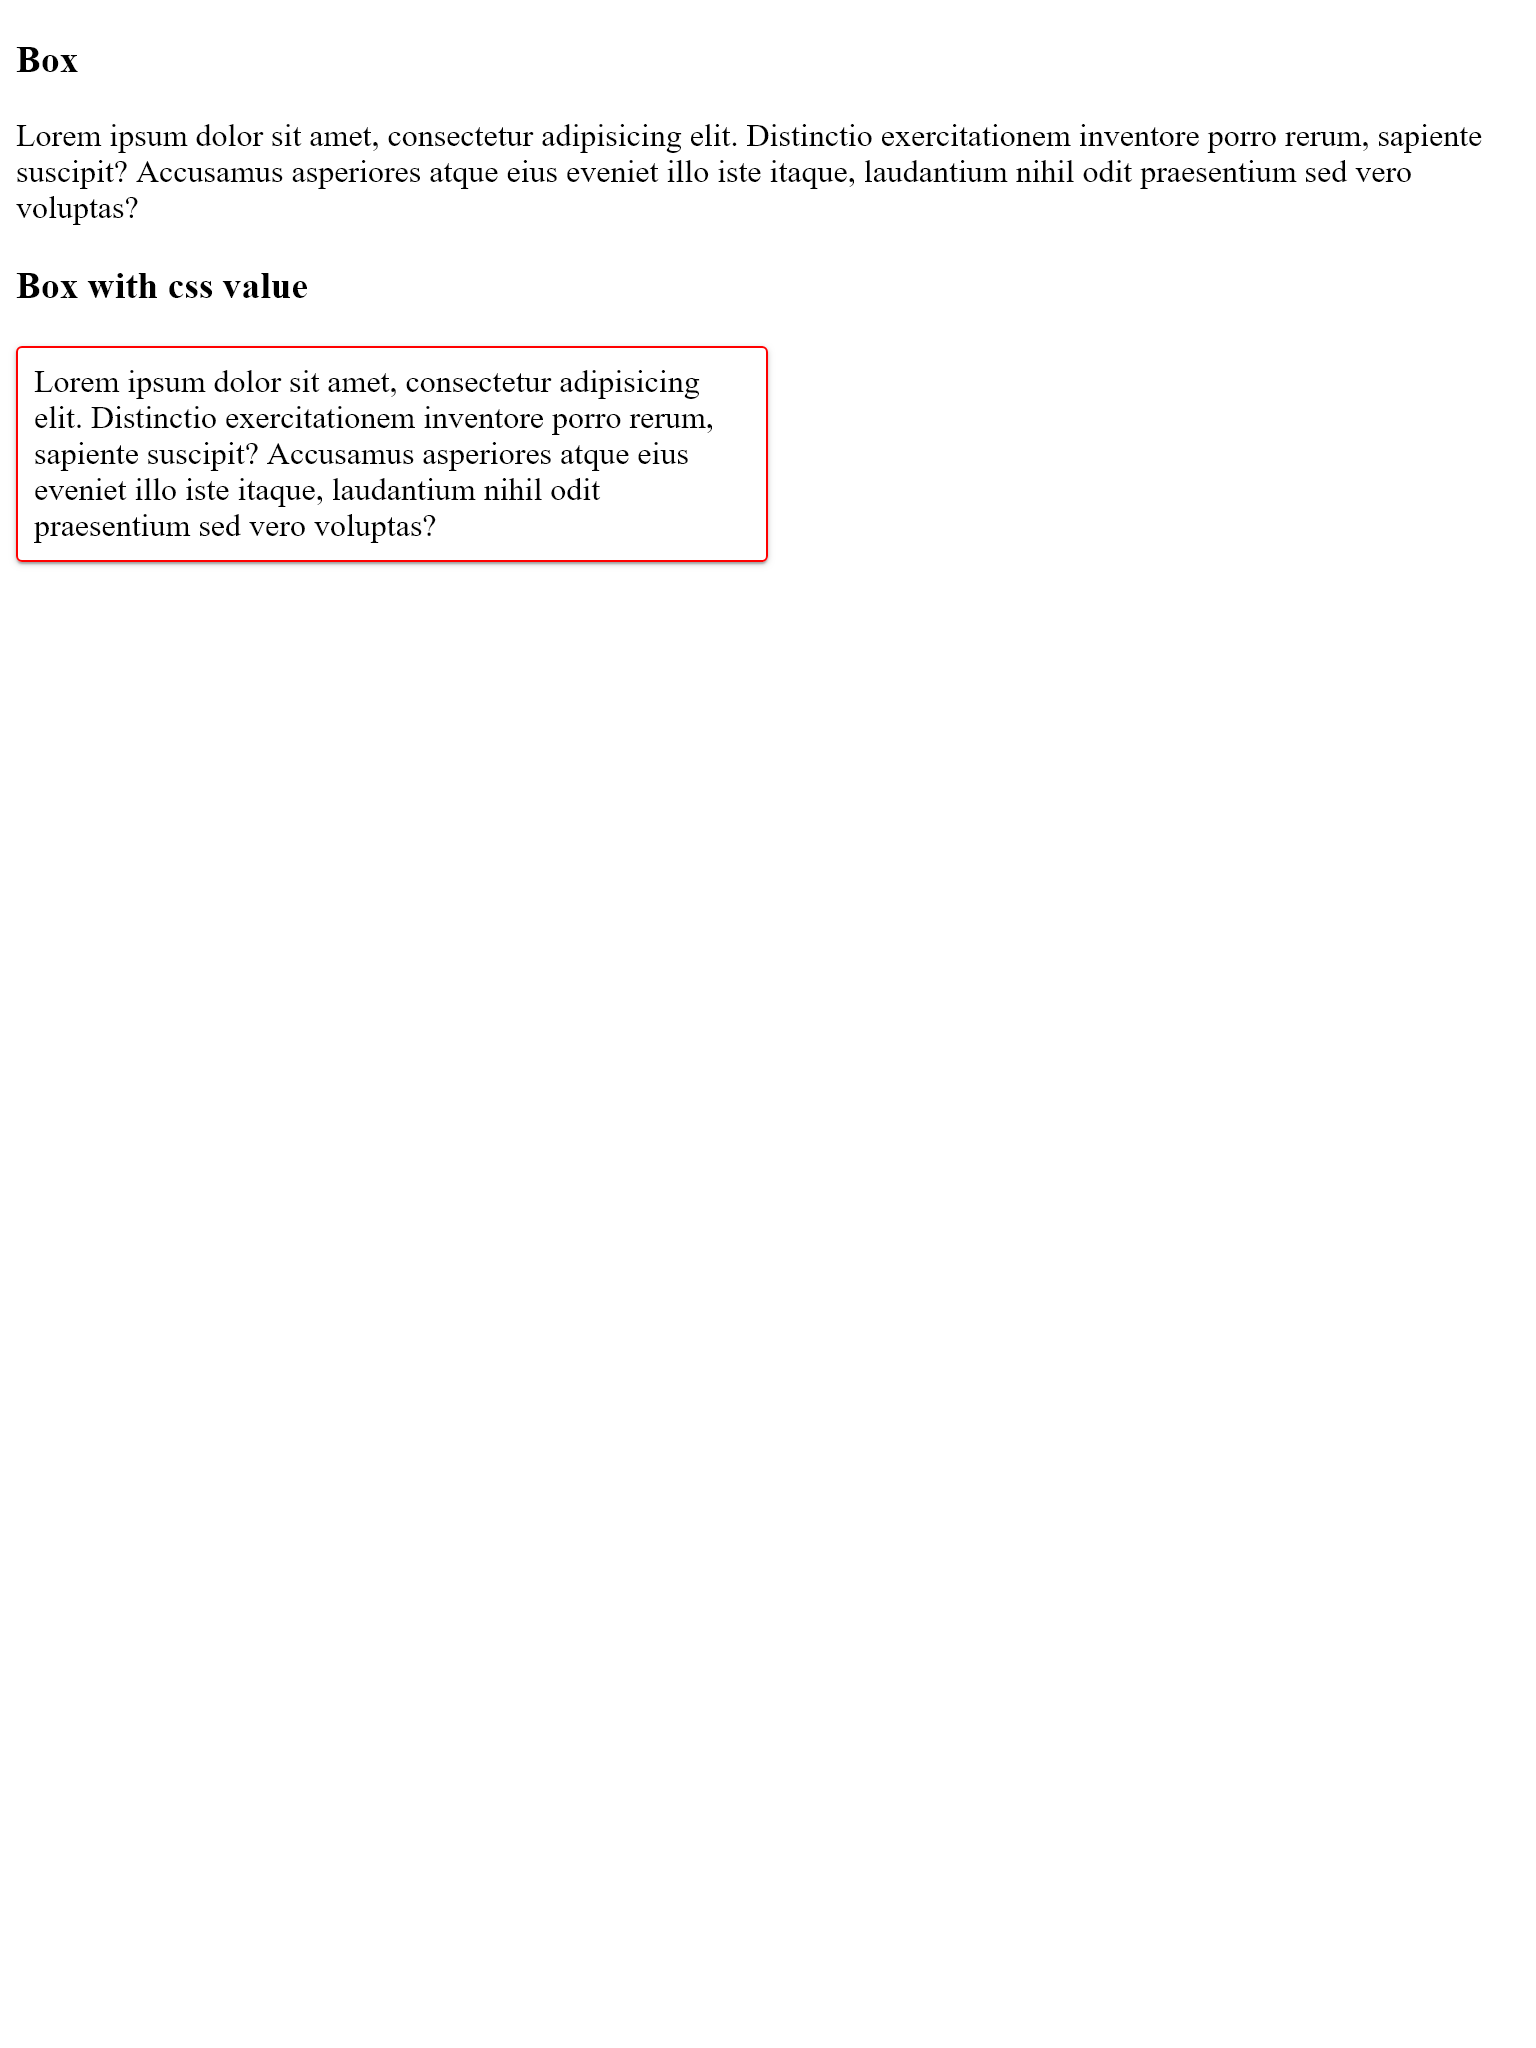 Box
Lorem ipsum dolor sit amet, consectetur adipisicing elit. Distinctio exercitationem inventore porro rerum, sapiente
suscipit? Accusamus asperiores atque eius eveniet illo iste itaque, laudantium nihil odit praesentium sed vero
voluptas?
Box with css value
Lorem ipsum dolor sit amet, consectetur adipisicing
elit. Distinctio exercitationem inventore porro rerum,
sapiente suscipit? Accusamus asperiores atque eius
eveniet illo iste itaque, laudantium nihil odit
praesentium sed vero voluptas?